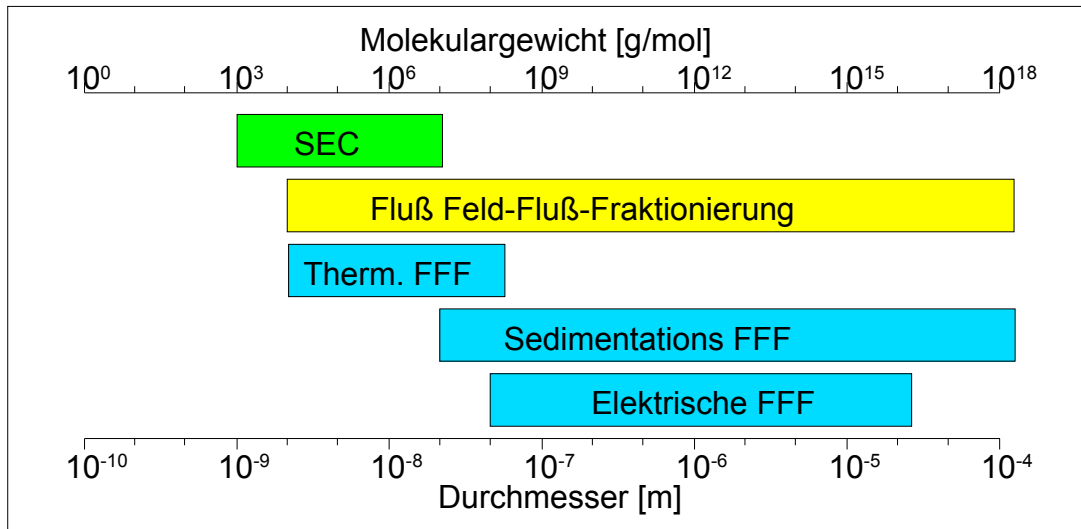 Molekulargewicht [g/mol]
10⁰ 10³ 10⁶ 10⁹ 10¹² 10¹⁵ 10¹⁸
SEC
Fluß Feld-Fluß-Fraktionierung
Therm. FFF
Sedimentations FFF
Elektrische FFF
10⁻¹⁰ 10⁻⁹ 10⁻⁸ 10⁻⁷ 10⁻⁶ 10⁻⁵ 10⁻⁴
Durchmesser [m]